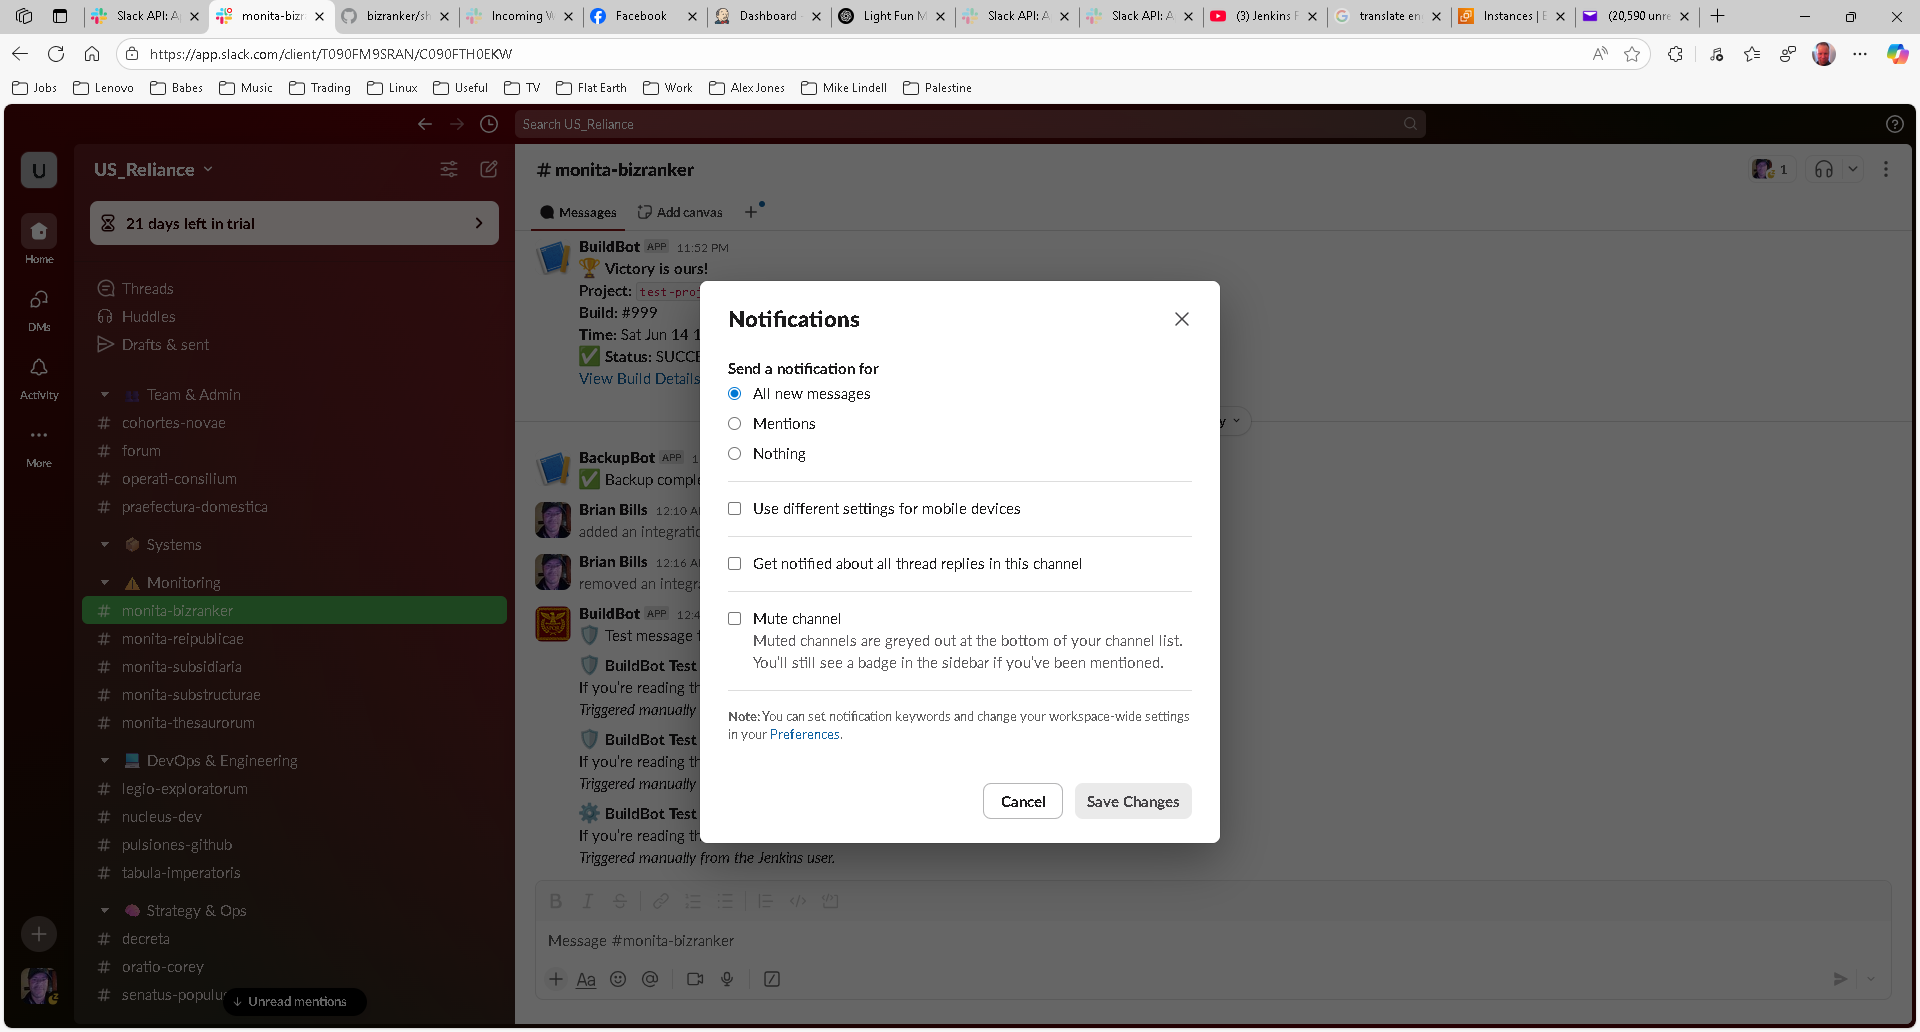 Slack API: A
monita-bizr
bizranker/sh
Incoming W
Facebook
Dashboard
Light Fun M
Slack API: A
Slack API: A
(3) Jenkins F
translate en
Instances | E
(20,590 unre
https://app.slack.com/client/T090FM9SRAN/C090FTH0EKW
Jobs
Lenovo
Babes
Music
Trading
Linux
Useful
TV
Flat Earth
Work
Alex Jones
Mike Lindell
Palestine
Search US_Reliance
U
Home
DMs
Activity
More
US_Reliance
21 days left in trial
Threads
Huddles
Drafts & sent
Team & Admin
# cohortes-novae
# forum
# operati-consilium
# praefectura-domestica
Systems
Monitoring
# monita-bizranker
# monita-reipublicae
# monita-subsidiaria
# monita-substructurae
# monita-thesaurorum
DevOps & Engineering
# legio-exploratorum
# nucleus-dev
# pulsiones-github
# tabula-imperatoris
Strategy & Ops
# decreta
# oratio-corey
# senatus-populu
↓ Unread mentions
# monita-bizranker
1
Messages
Add canvas
BuildBot APP 11:52 PM
🏆 Victory is ours!
Project: test-proj
Build: #999
Time: Sat Jun 14 1
✅ Status: SUCCE
View Build Details
y
BackupBot APP 1
✅ Backup comple
Brian Bills 12:10 A
added an integratio
Brian Bills 12:16 A
removed an integra
BuildBot APP 12:4
Test message f
BuildBot Test
If you're reading th
Triggered manually
BuildBot Test
If you're reading th
Triggered manually
BuildBot Test
If you're reading th
Triggered manually from the Jenkins user.
Message #monita-bizranker
Aa
Notifications
Send a notification for
All new messages
Mentions
Nothing
Use different settings for mobile devices
Get notified about all thread replies in this channel
Mute channel
Muted channels are greyed out at the bottom of your channel list.
You'll still see a badge in the sidebar if you've been mentioned.
Note: You can set notification keywords and change your workspace-wide settings
in your Preferences.
Cancel
Save Changes